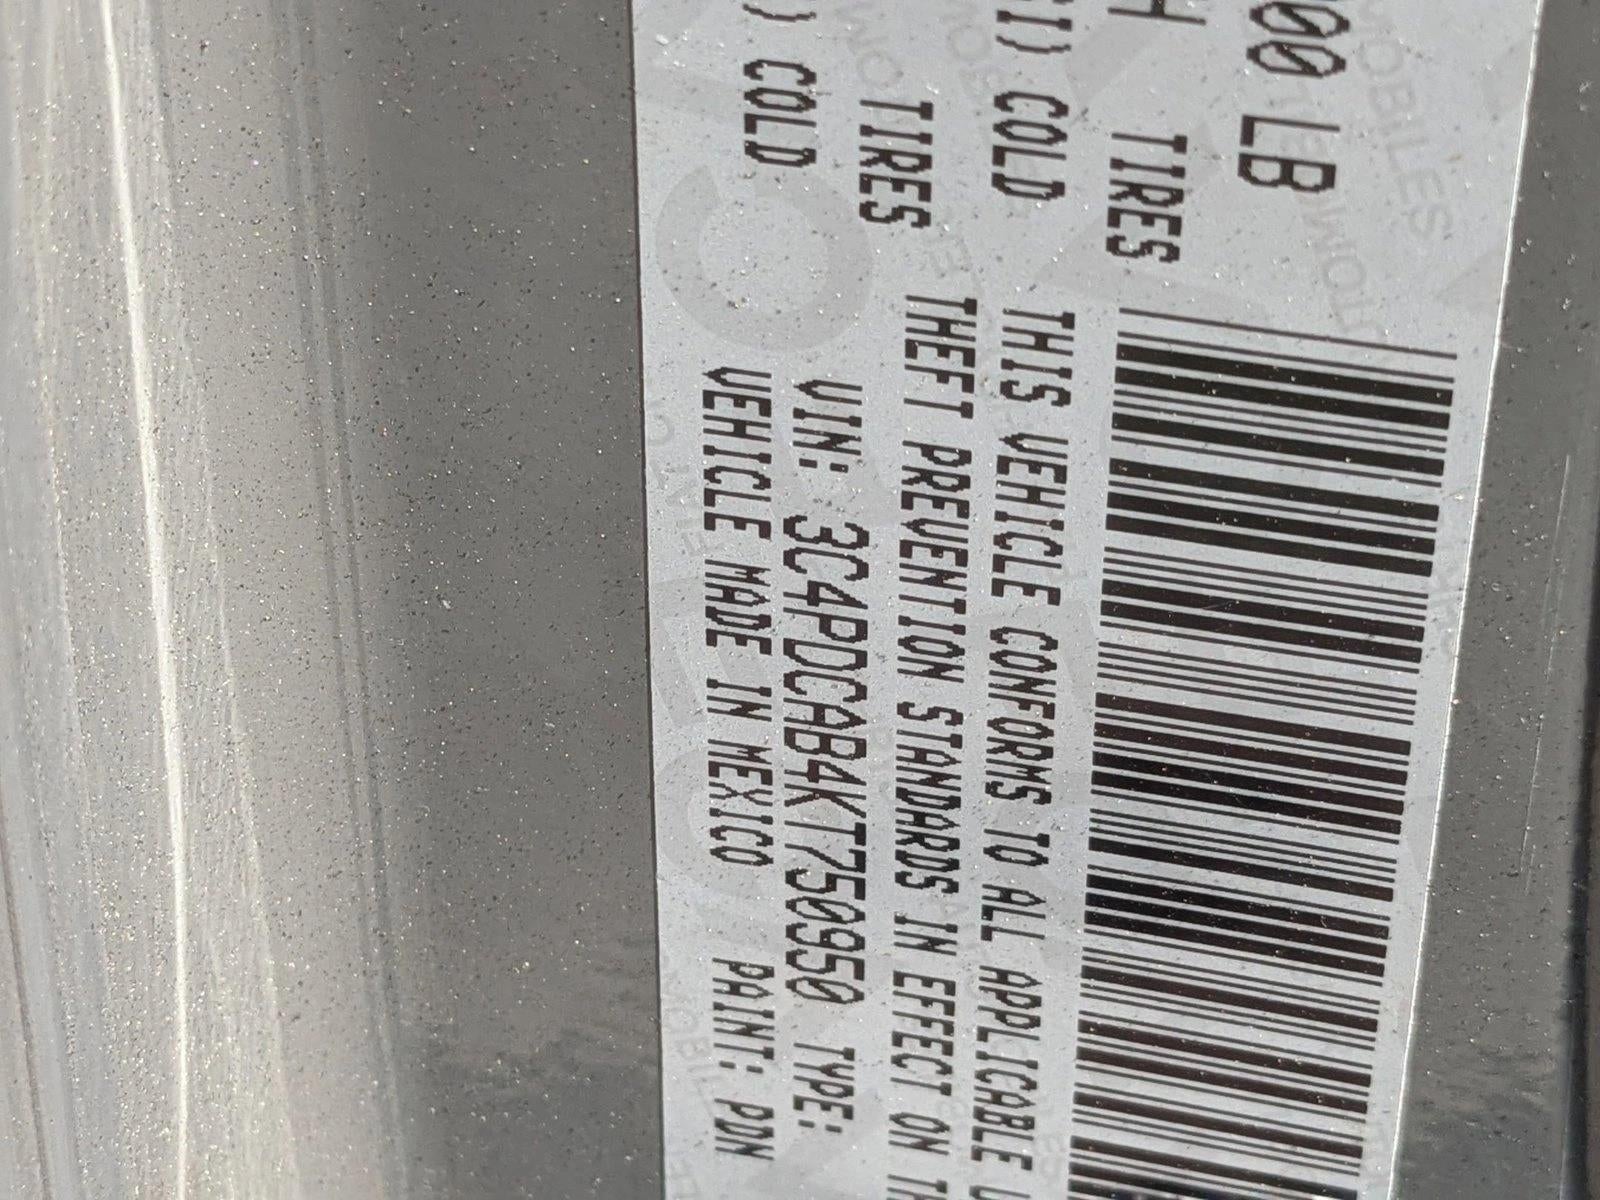 00 LB
TIRES
) COLD
TIRES
) COLD
THIS VEHICLE CONFORMS TO ALL APPLICABLE U
THEFT PREVENTION STANDARDS IN EFFECT ON TH
VIN: 3C4PDCAB4KT750950 TYPE:
VEHICLE MADE IN MEXICO PAINT: PDN